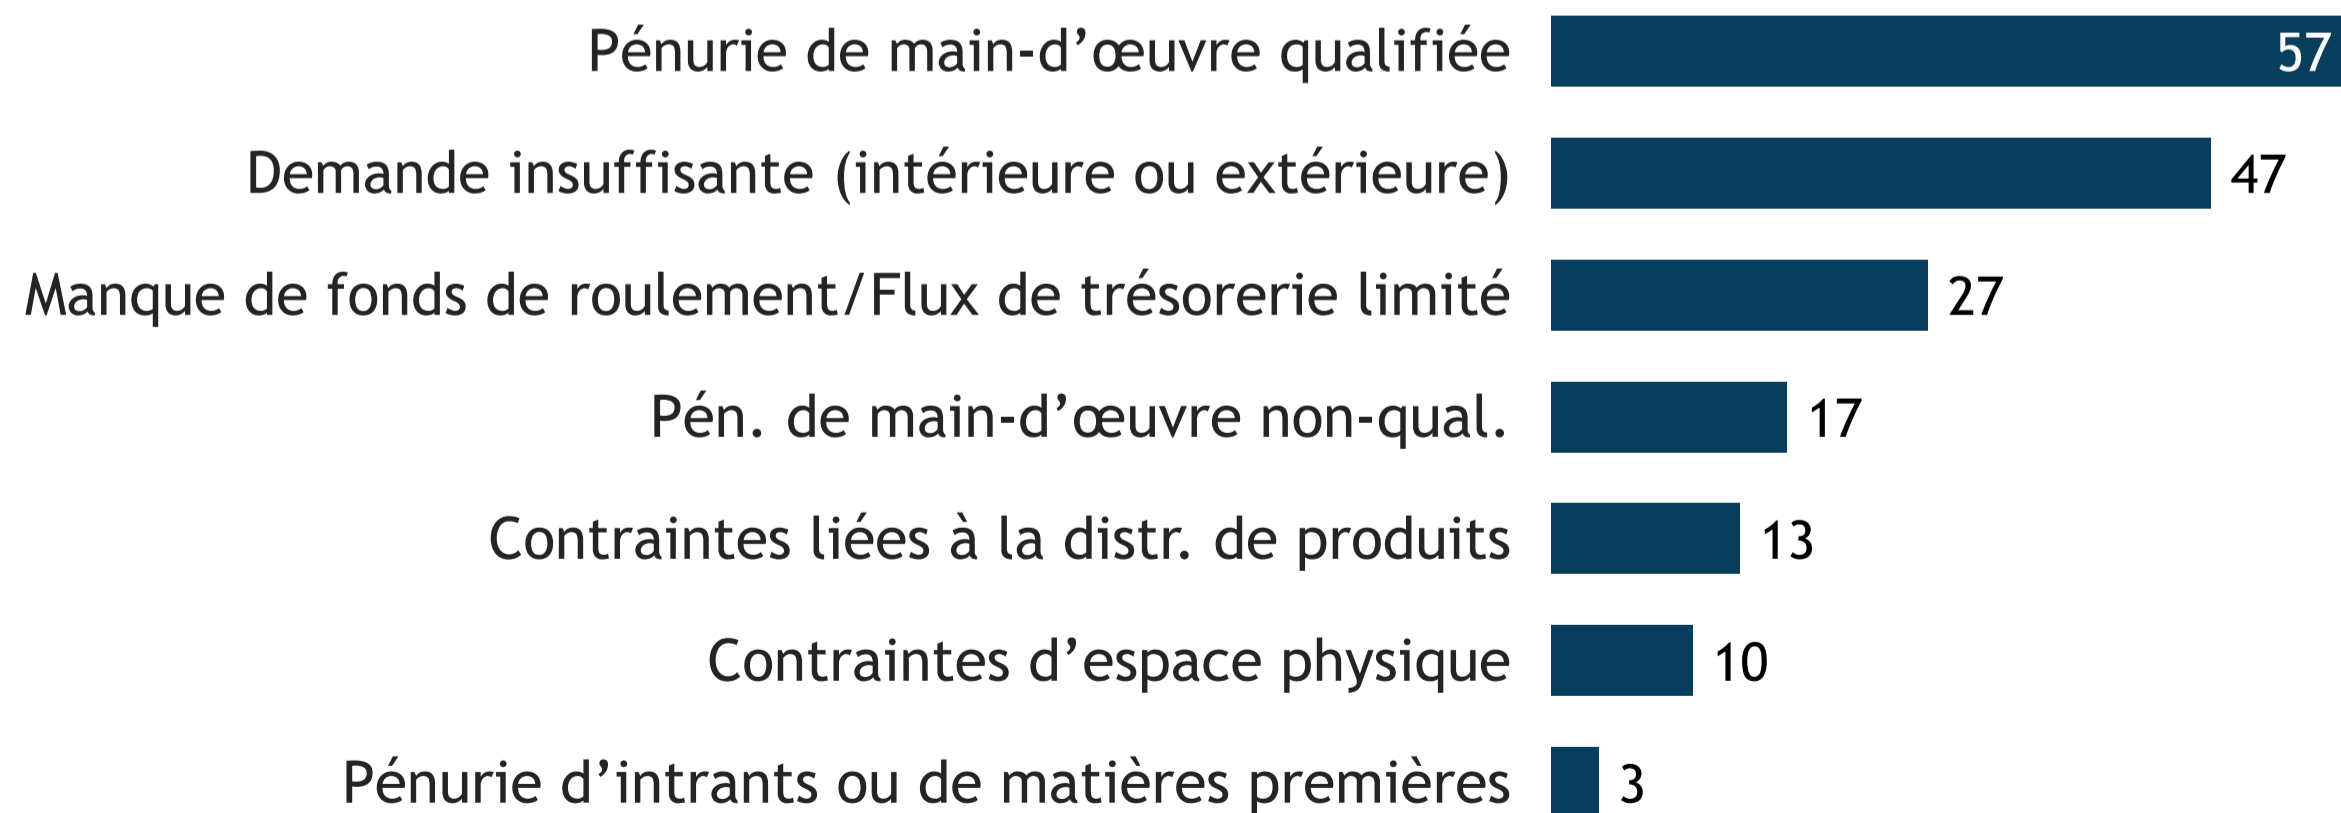 Pénurie de main-d’œuvre qualifiée 57
Demande insuffisante (intérieure ou extérieure) 47
Manque de fonds de roulement/Flux de trésorerie limité 27
Pén. de main-d’œuvre non-qual. 17
Contraintes liées à la distr. de produits 13
Contraintes d’espace physique 10
Pénurie d’intrants ou de matières premières 3